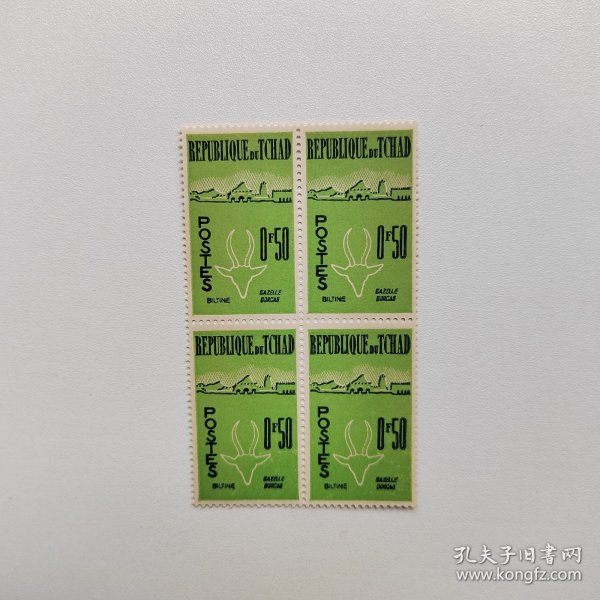 REPUBLIQUE DU TCHAD
POSTES
0F50
BILTINE
GAZELLE
DORCAS
REPUBLIQUE DU TCHAD
POSTES
0F50
BILTINE
GAZELLE
DORCAS
REPUBLIQUE DU TCHAD
POSTES
0F50
BILTINE
GAZELLE
DORCAS
REPUBLIQUE DU TCHAD
POSTES
0F50
BILTINE
GAZELLE
DORCAS
孔夫子旧书网
www.kongfz.com